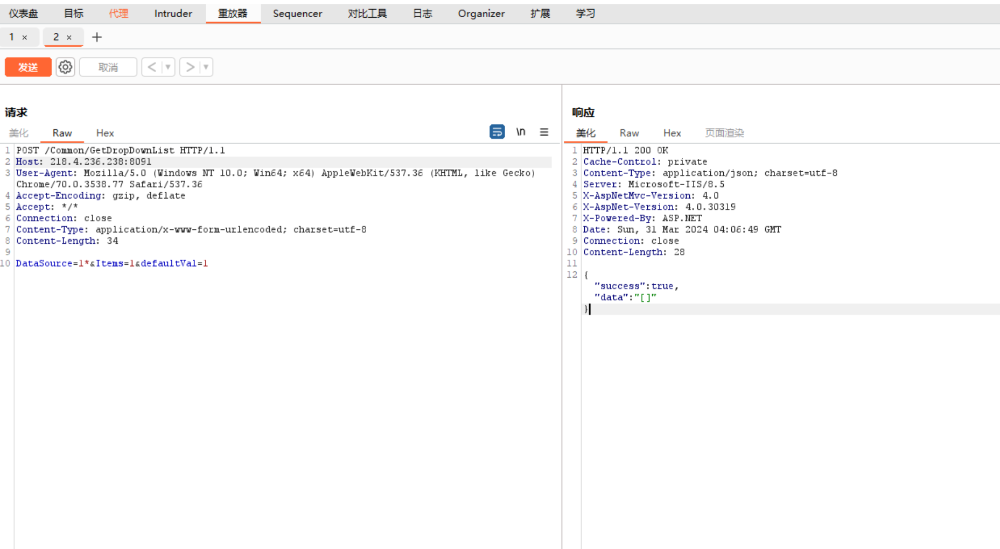 仪表盘 目标 代理 Intruder 重放器 Sequencer 对比工具 日志 Organizer 扩展 学习
1 × 2 × +
发送 取消 < >
请求
美化 Raw Hex \n
1 POST /Common/GetDropDownList HTTP/1.1
2 Host: 218.4.236.238:8091
3 User-Agent: Mozilla/5.0 (Windows NT 10.0; Win64; x64) AppleWebKit/537.36 (KHTML, like Gecko)
Chrome/70.0.3538.77 Safari/537.36
4 Accept-Encoding: gzip, deflate
5 Accept: */*
6 Connection: close
7 Content-Type: application/x-www-form-urlencoded; charset=utf-8
8 Content-Length: 34
9
10 DataSource=1*&Items=1&defaultVal=1
响应
美化 Raw Hex 页面渲染
1 HTTP/1.1 200 OK
2 Cache-Control: private
3 Content-Type: application/json; charset=utf-8
4 Server: Microsoft-IIS/8.5
5 X-AspNetMvc-Version: 4.0
6 X-AspNet-Version: 4.0.30319
7 X-Powered-By: ASP.NET
8 Date: Sun, 31 Mar 2024 04:06:49 GMT
9 Connection: close
10 Content-Length: 28
11
12 {
"success":true,
"data":"[]"
}